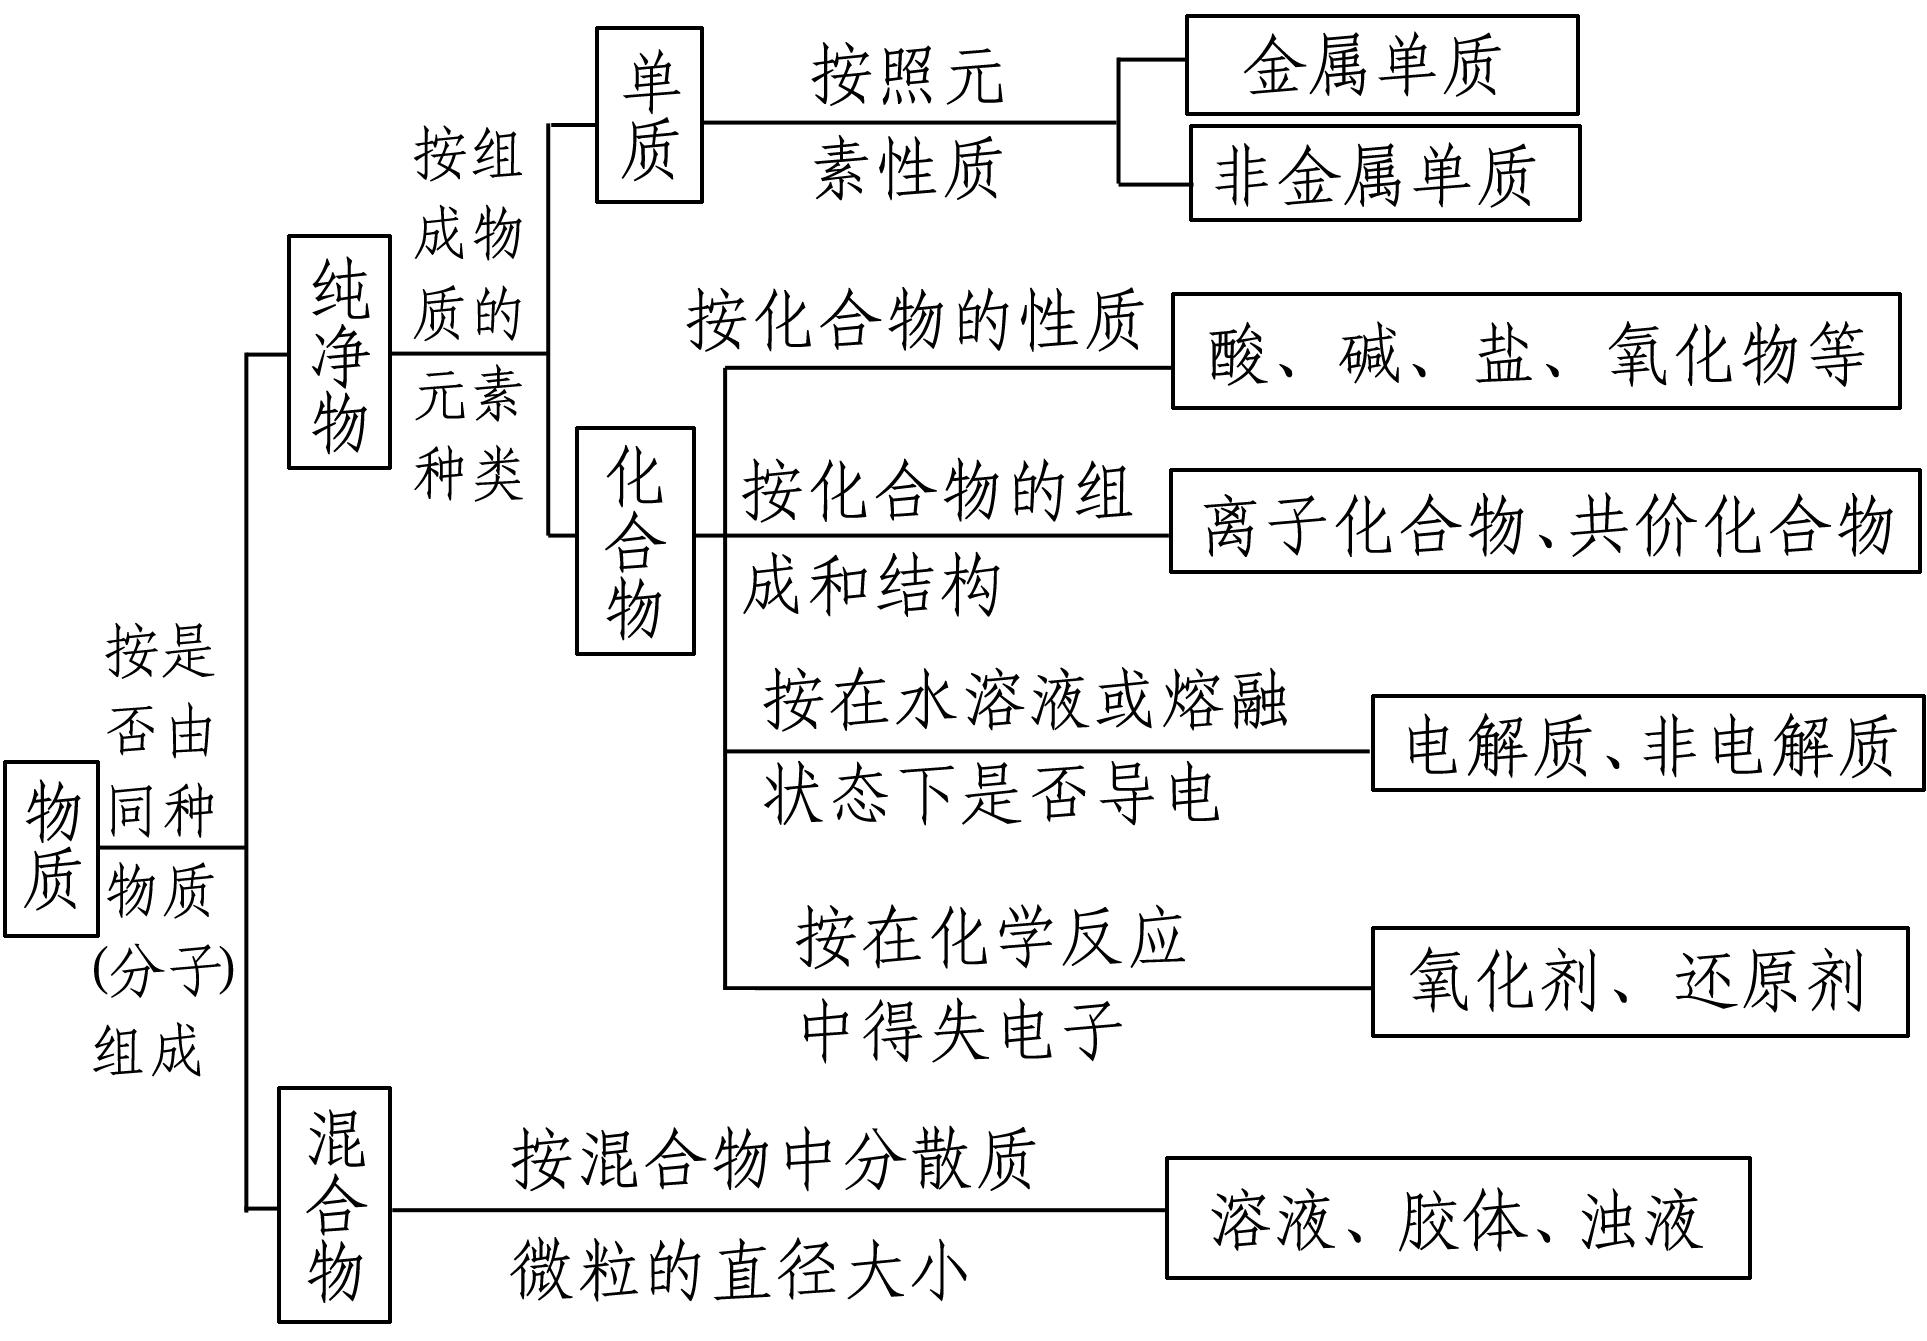 物质
按是
否由
同种
物质
(分子)
组成
纯净物
按组
成物
质的
元素
种类
单质
按照元
素性质
金属单质
非金属单质
化合物
按化合物的性质
酸、碱、盐、氧化物等
按化合物的组
成和结构
离子化合物、共价化合物
按在水溶液或熔融
状态下是否导电
电解质、非电解质
按在化学反应
中得失电子
氧化剂、还原剂
混合物
按混合物中分散质
微粒的直径大小
溶液、胶体、浊液